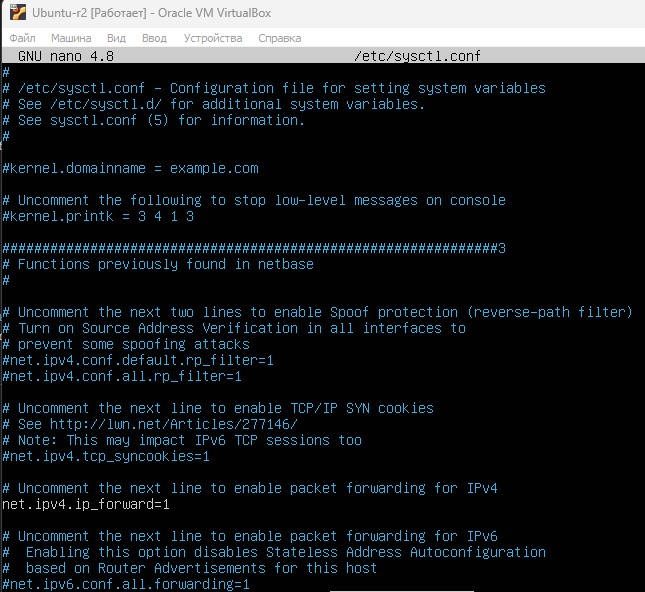 Ubuntu-r2 [Работает] - Oracle VM VirtualBox
Файл Машина Вид Ввод Устройства Справка
GNU nano 4.8 /etc/sysctl.conf
#
# /etc/sysctl.conf - Configuration file for setting system variables
# See /etc/sysctl.d/ for additional system variables.
# See sysctl.conf (5) for information.
#
#kernel.domainname = example.com
# Uncomment the following to stop low-level messages on console
#kernel.printk = 3 4 1 3
##############################################################3
# Functions previously found in netbase
#
# Uncomment the next two lines to enable Spoof protection (reverse-path filter)
# Turn on Source Address Verification in all interfaces to
# prevent some spoofing attacks
#net.ipv4.conf.default.rp_filter=1
#net.ipv4.conf.all.rp_filter=1
# Uncomment the next line to enable TCP/IP SYN cookies
# See http://lwn.net/Articles/277146/
# Note: This may impact IPv6 TCP sessions too
#net.ipv4.tcp_syncookies=1
# Uncomment the next line to enable packet forwarding for IPv4
net.ipv4.ip_forward=1
# Uncomment the next line to enable packet forwarding for IPv6
#  Enabling this option disables Stateless Address Autoconfiguration
#  based on Router Advertisements for this host
#net.ipv6.conf.all.forwarding=1